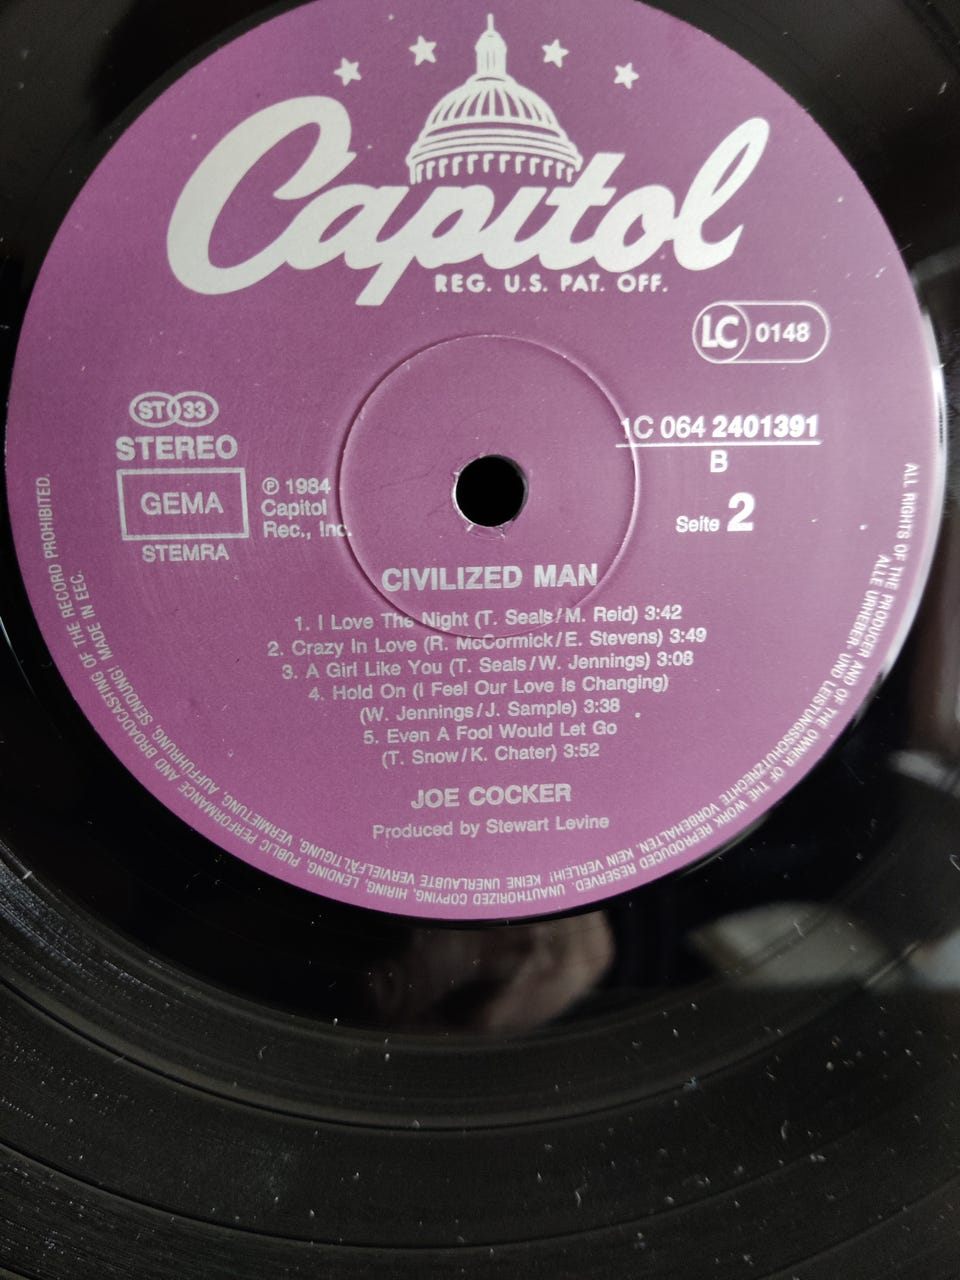 Capitol
REG. U.S. PAT. OFF.
LC 0148
ST 33
STEREO
GEMA
STEMRA
℗ 1984
Capitol
Rec., Inc.
1C 064 2401391
B
Seite 2
CIVILIZED MAN
1. I Love The Night (T. Seals/M. Reid) 3:42
2. Crazy In Love (R. McCormick/E. Stevens) 3:49
3. A Girl Like You (T. Seals/W. Jennings) 3:08
4. Hold On (I Feel Our Love Is Changing)
(W. Jennings/J. Sample) 3:38
5. Even A Fool Would Let Go
(T. Snow/K. Chater) 3:52
JOE COCKER
Produced by Stewart Levine
ALL RIGHTS OF THE PRODUCER AND OF THE OWNER OF THE WORK REPRODUCED RESERVED. UNAUTHORIZED COPYING, HIRING, LENDING, PUBLIC PERFORMANCE AND BROADCASTING OF THE RECORD PROHIBITED.
ALLE URHEBER- UND LEISTUNGSSCHUTZRECHTE VORBEHALTEN. KEIN VERLEIH! KEINE UNERLAUBTE VERVIELFÄLTIGUNG, VERMIETUNG, AUFFÜHRUNG, SENDUNG! MADE IN EEC.